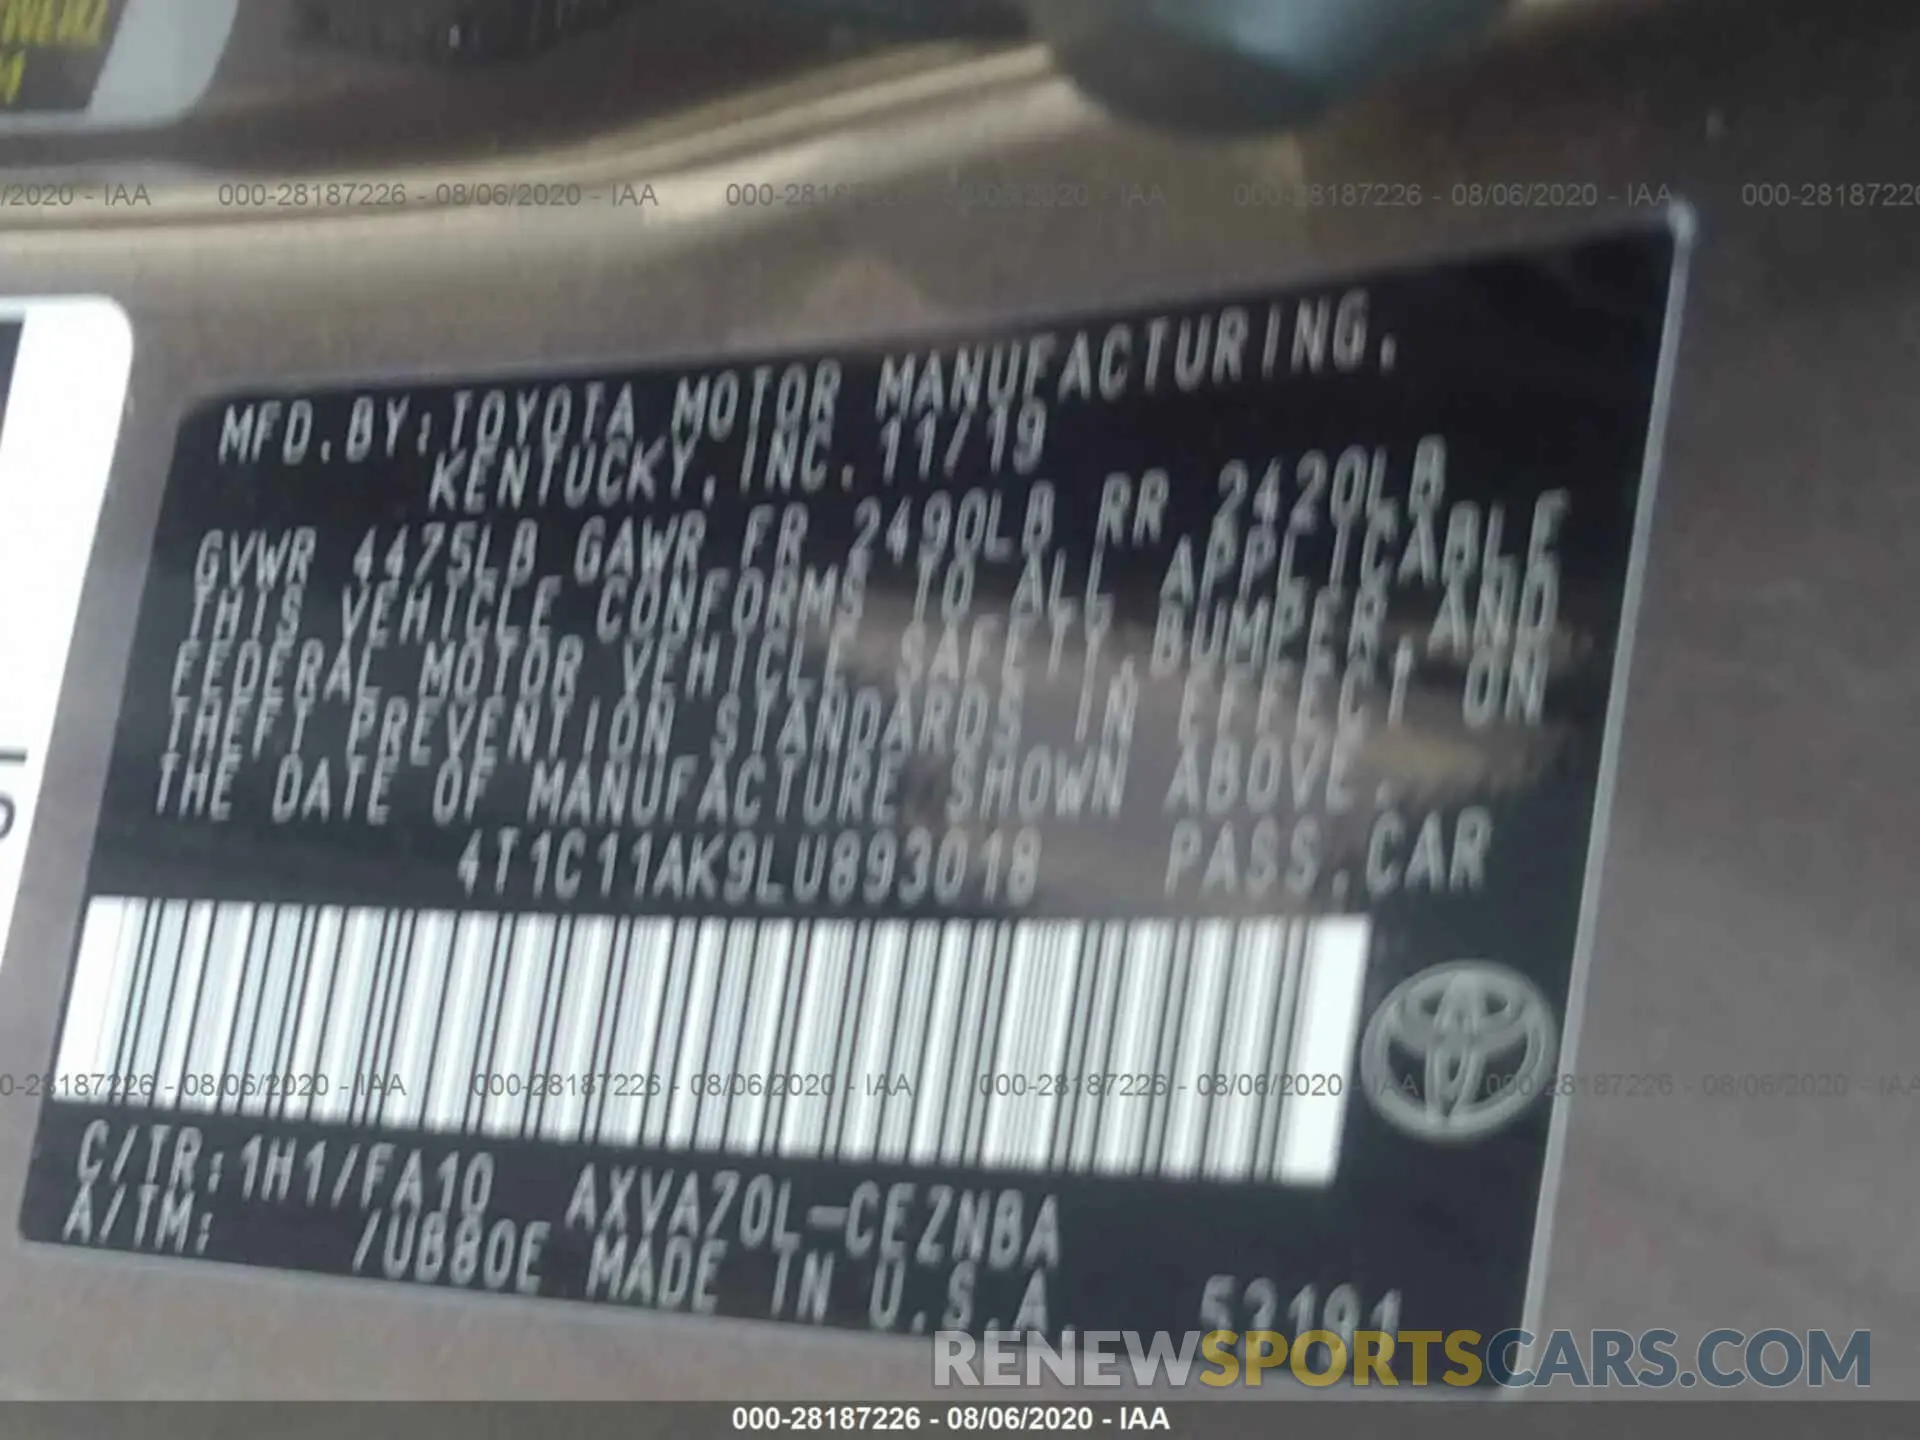 /2020 - IAA 000-28187226 - 08/06/2020 - IAA 000-28187226 - 08/06/2020 - IAA 000-28187226 - 08/06/2020 - IAA 000-2818722
MFD.BY:TOYOTA MOTOR MANUFACTURING,
KENTUCKY, INC. 11/19
GVWR 4475LB GAWR FR 2490LB RR 2420LB
THIS VEHICLE CONFORMS TO ALL APPLICABLE
FEDERAL MOTOR VEHICLE SAFETY,BUMPER,AND
THEFT PREVENTION STANDARDS IN EFFECT ON
THE DATE OF MANUFACTURE SHOWN ABOVE.
4T1C11AK9LU893018 PASS.CAR
0-28187226 - 08/06/2020 - IAA 000-28187226 - 08/06/2020 - IAA 000-28187226 - 08/06/2020 - IAA 000-28187226 - 08/06/2020 - IAA
C/TR:1H1/FA10 AXVA70L-CEZNBA
A/TM: /UB80E MADE IN U.S.A.
RENEWSPORTSCARS.COM
000-28187226 - 08/06/2020 - IAA